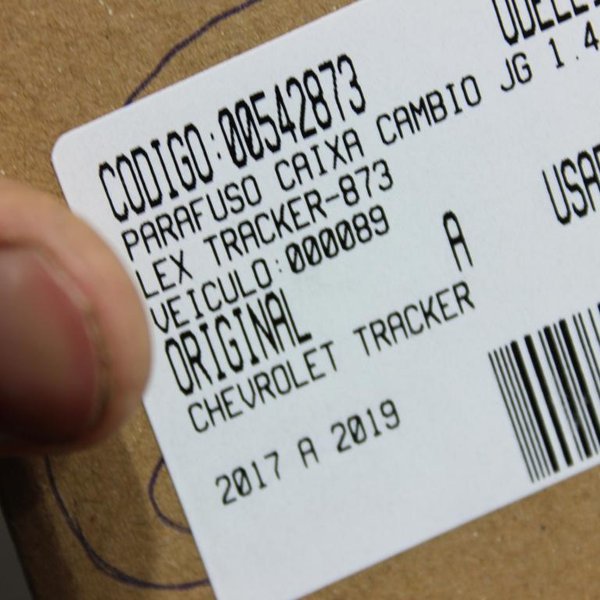 CODIGO:00542873
PARAFUSO CAIXA CAMBIO JG 1.4
LEX TRACKER-873
VEICULO:000089
A
ORIGINAL
CHEVROLET TRACKER
2017 A 2019